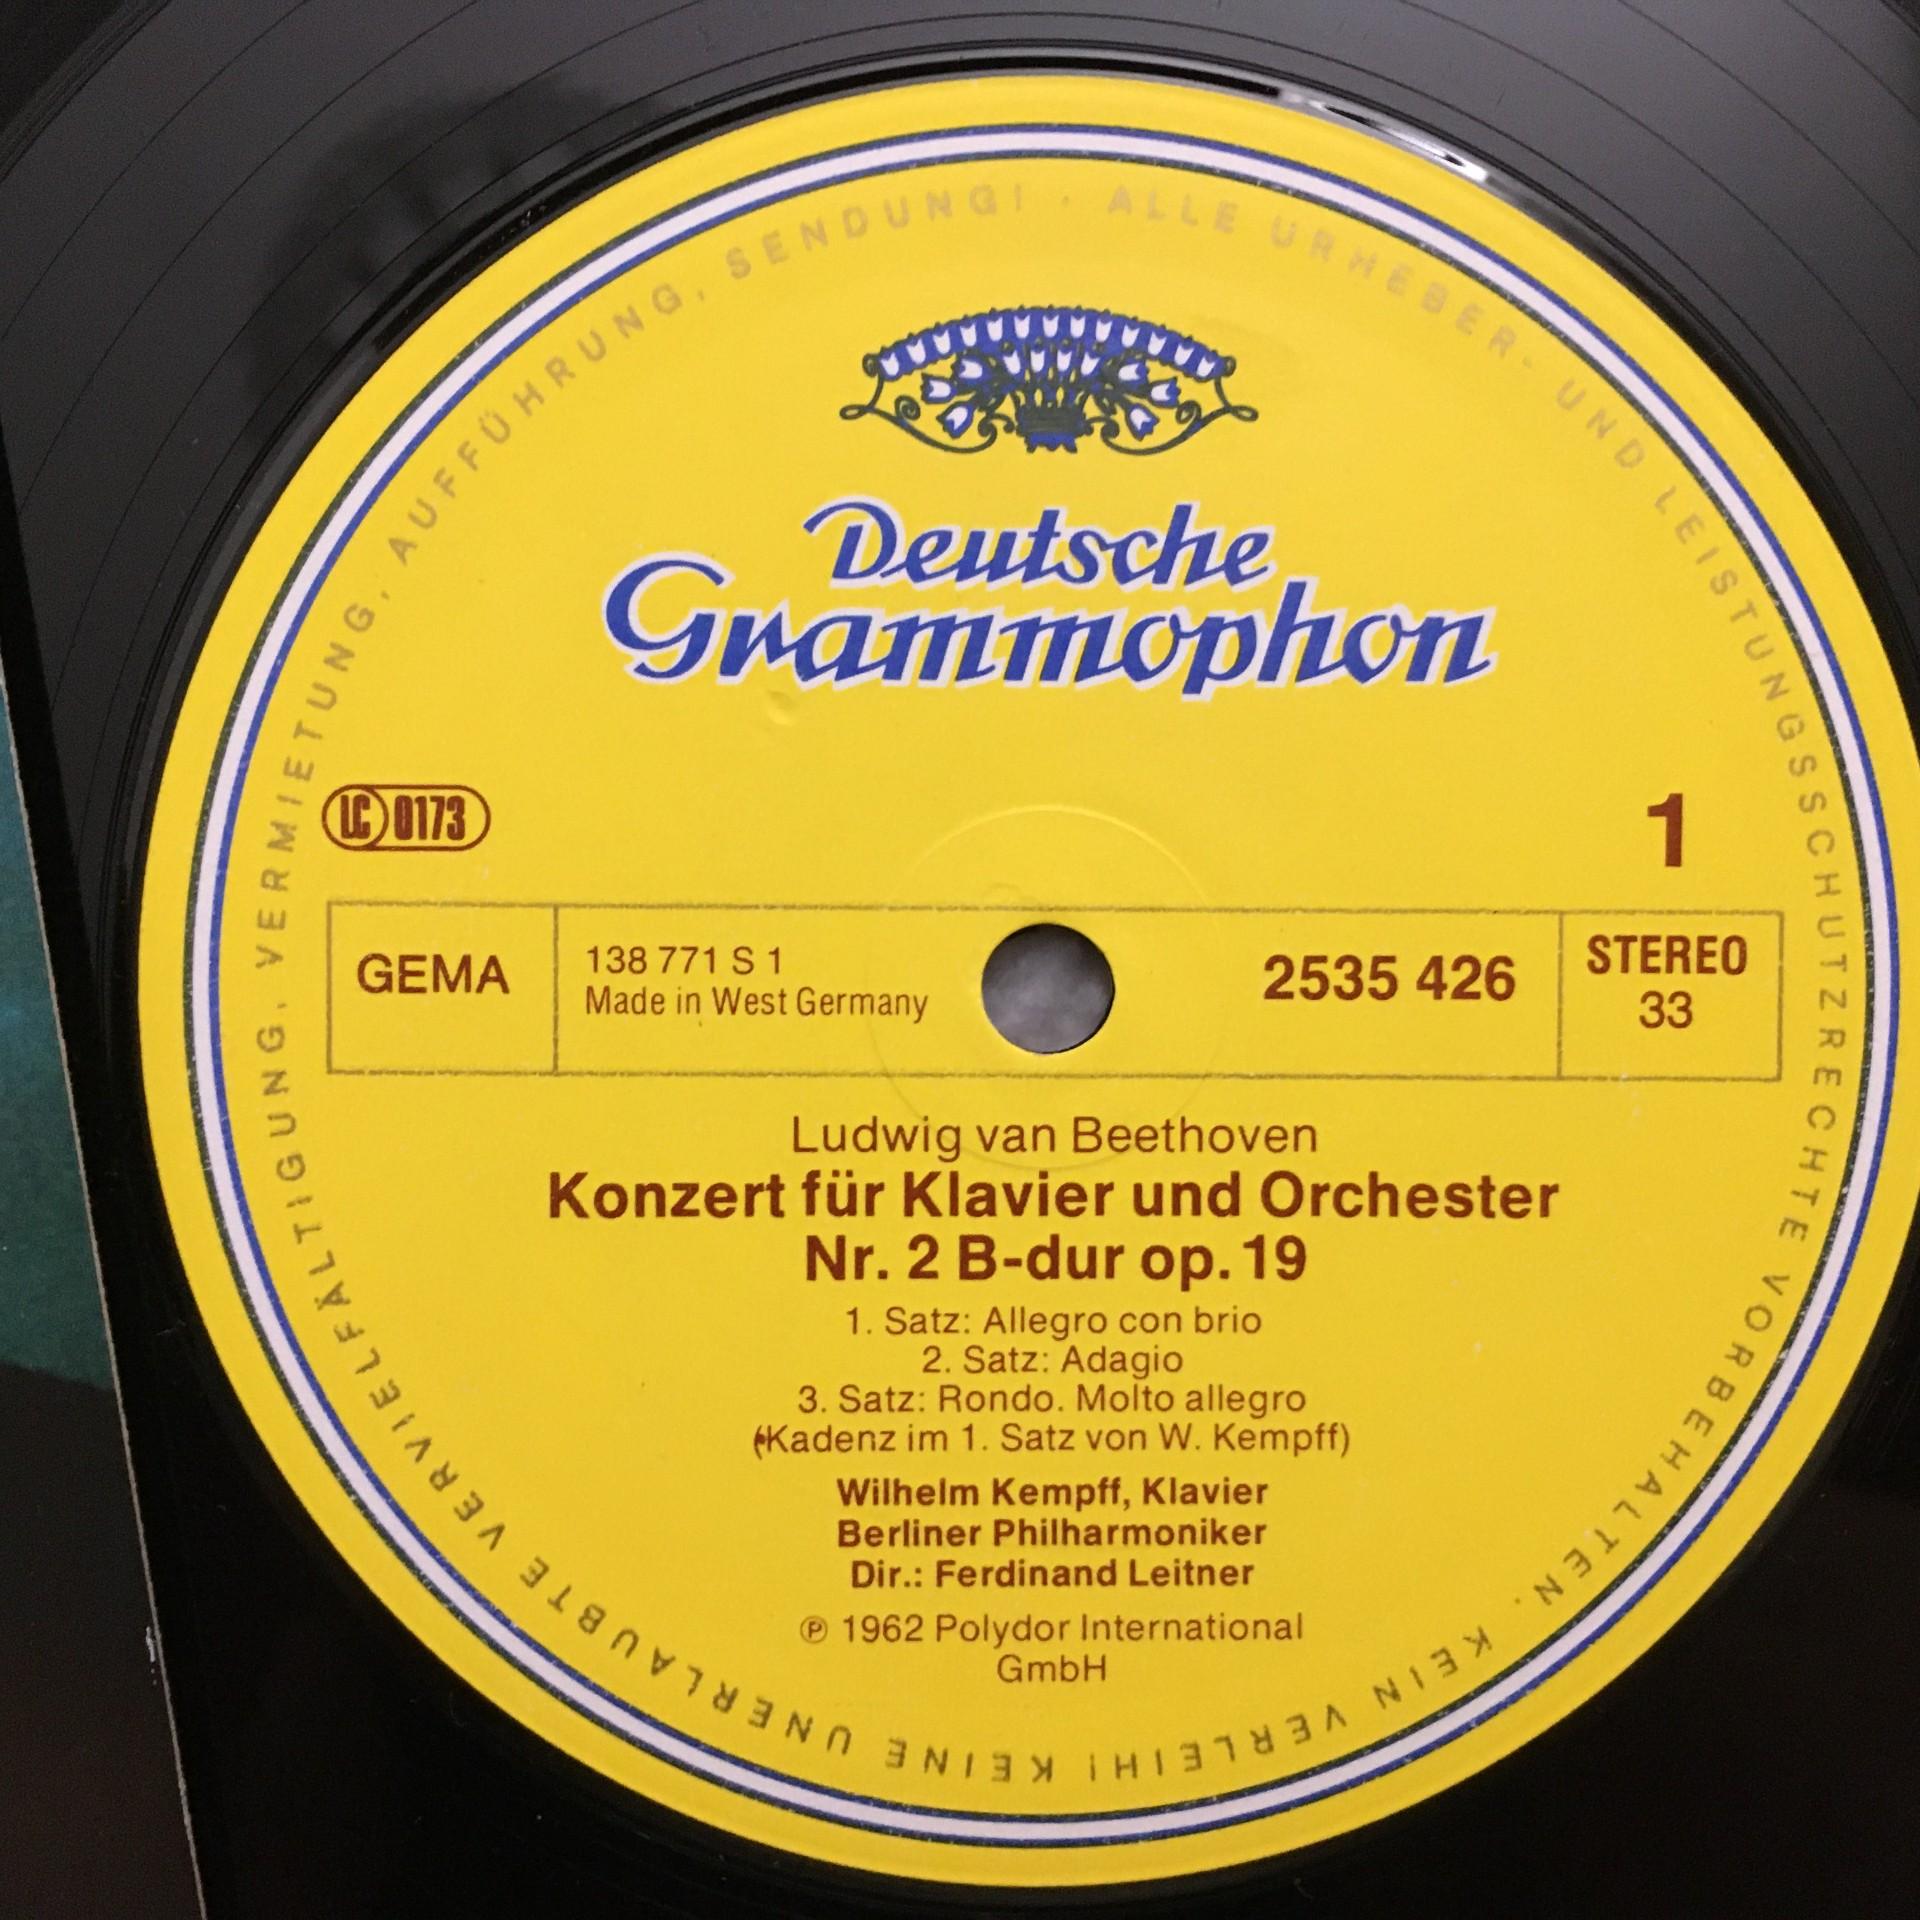 Deutsche
Grammophon
LC 0173
1
GEMA
138 771 S 1
Made in West Germany
2535 426
STEREO
33
Ludwig van Beethoven
Konzert für Klavier und Orchester
Nr. 2 B-dur op. 19
1. Satz: Allegro con brio
2. Satz: Adagio
3. Satz: Rondo. Molto allegro
(Kadenz im 1. Satz von W. Kempff)
Wilhelm Kempff, Klavier
Berliner Philharmoniker
Dir.: Ferdinand Leitner
℗ 1962 Polydor International
GmbH
ALLE URHEBER- UND LEISTUNGSSCHUTZRECHTE VORBEHALTEN. KEIN VERLEIH! KEINE UNERLAUBTE VERVIELFÄLTIGUNG, VERMIETUNG, AUFFÜHRUNG, SENDUNG! ·